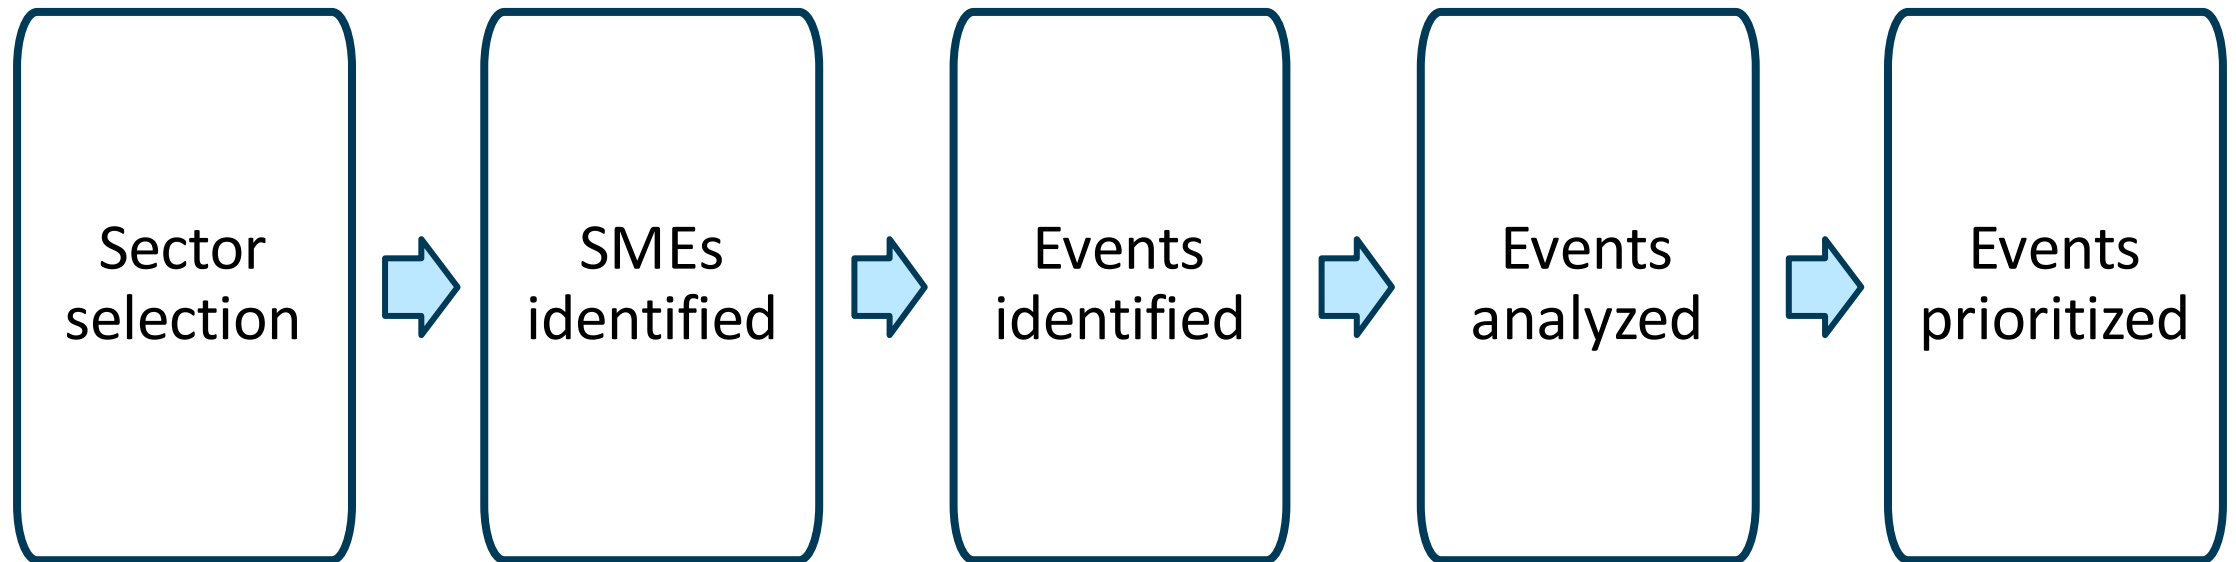 Sector
selection
SMEs
identified
Events
identified
Events
analyzed
Events
prioritized